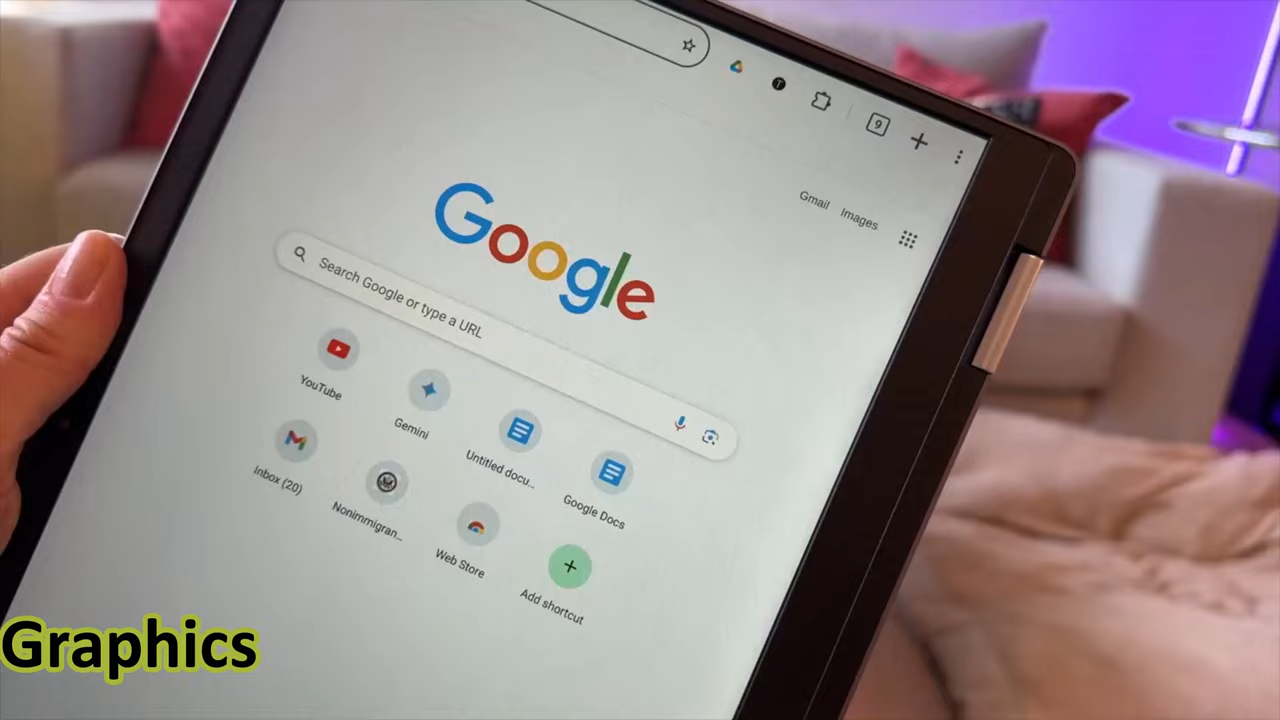 9
Gmail Images
Google
Search Google or type a URL
YouTube
Gemini
Untitled docu...
Google Docs
Inbox (20)
Nonimmigran...
Web Store
Add shortcut
Graphics